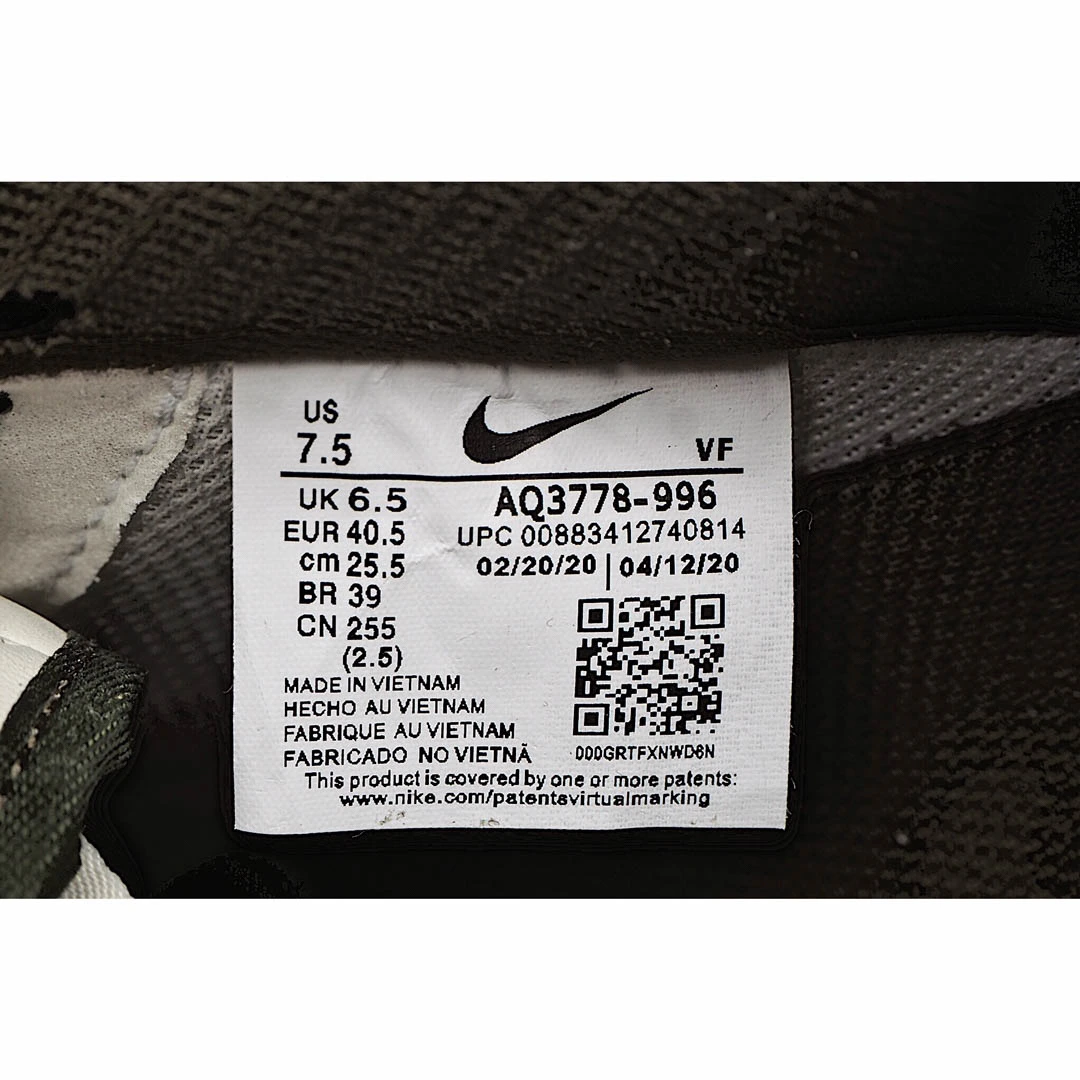 US
7.5
VF
UK 6.5
EUR 40.5
cm 25.5
BR 39
CN 255
(2.5)
AQ3778-996
UPC 00883412740814
02/20/20 | 04/12/20
000GRTFXNWD6N
MADE IN VIETNAM
HECHO AU VIETNAM
FABRIQUE AU VIETNAM
FABRICADO NO VIETNÃ
This product is covered by one or more patents:
www.nike.com/patentsvirtualmarking